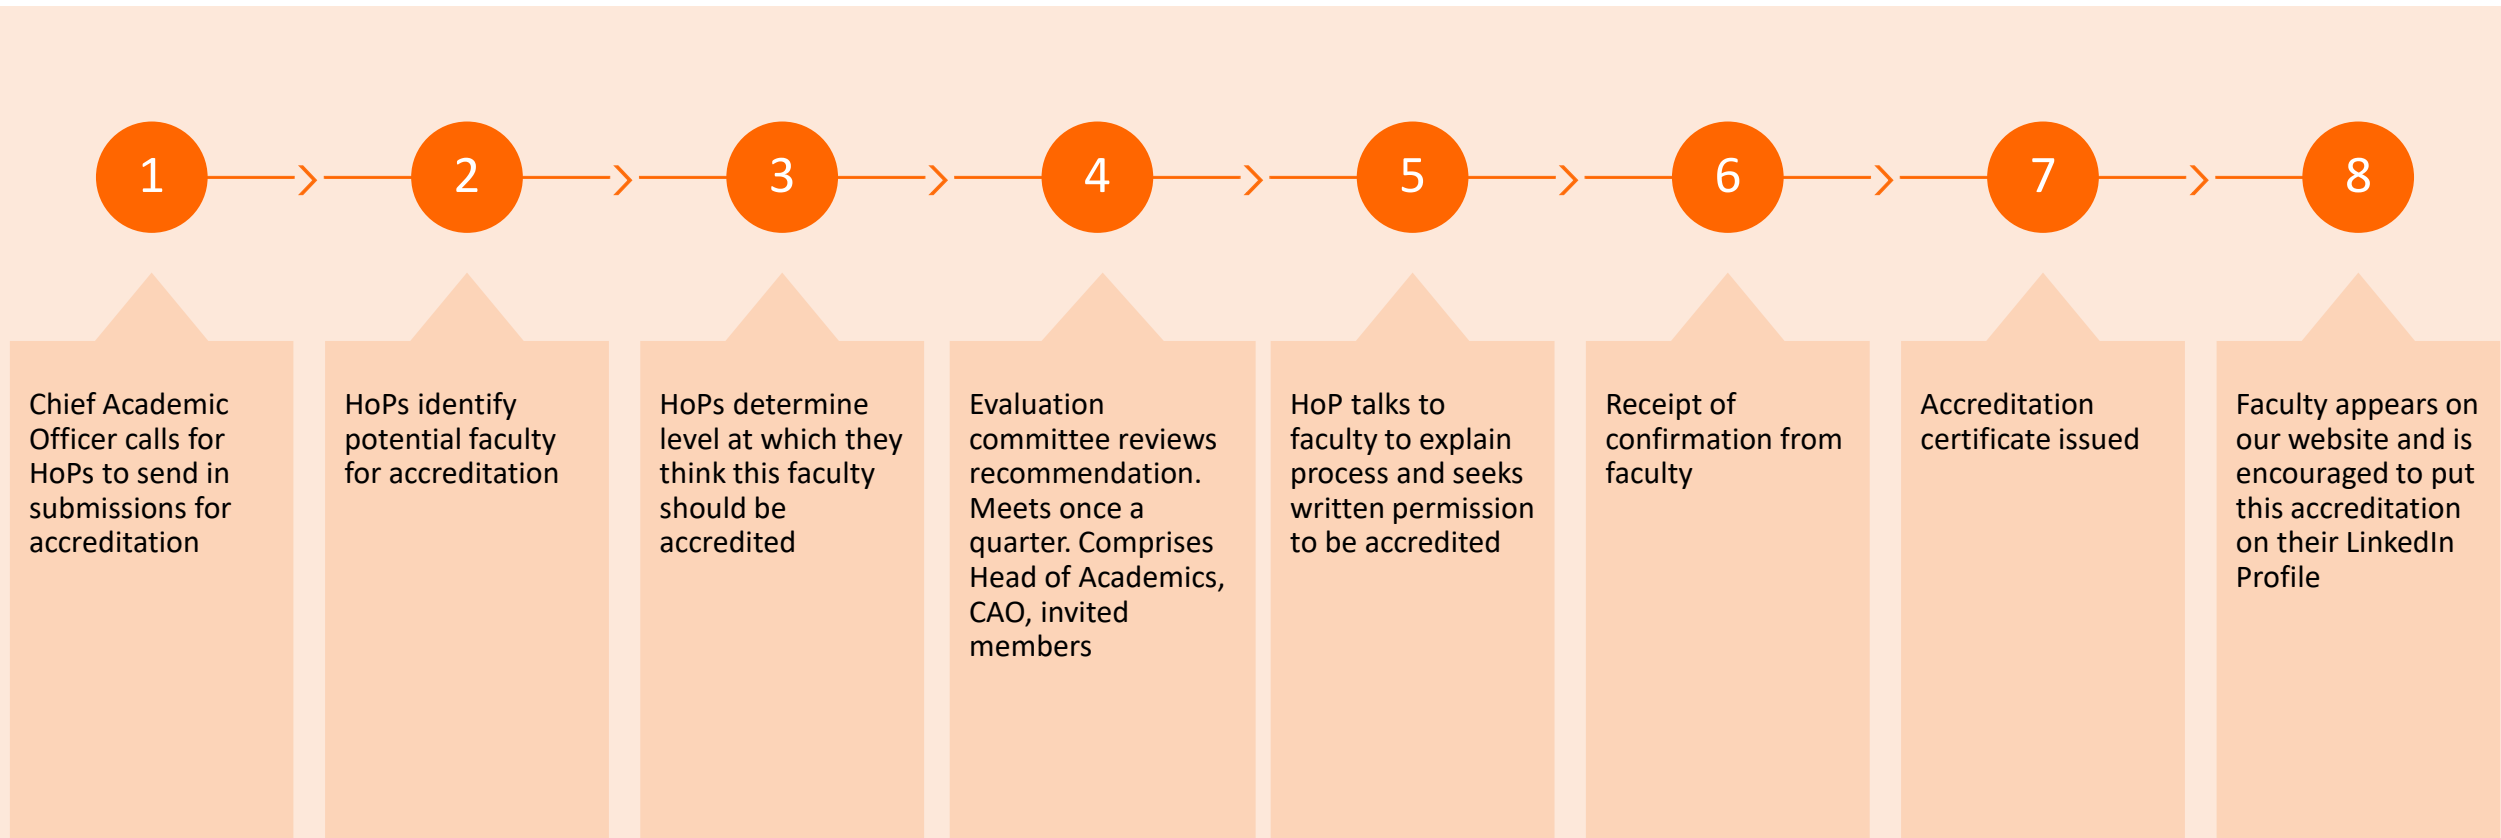 1
2
3
4
5
6
7
8
Chief Academic
Officer calls for
HoPs to send in
submissions for
accreditation
HoPs identify
potential faculty
for accreditation
HoPs determine
level at which they
think this faculty
should be
accredited
Evaluation
committee reviews
recommendation.
Meets once a
quarter. Comprises
Head of Academics,
CAO, invited
members
HoP talks to
faculty to explain
process and seeks
written permission
to be accredited
Receipt of
confirmation from
faculty
Accreditation
certificate issued
Faculty appears on
our website and is
encouraged to put
this accreditation
on their LinkedIn
Profile